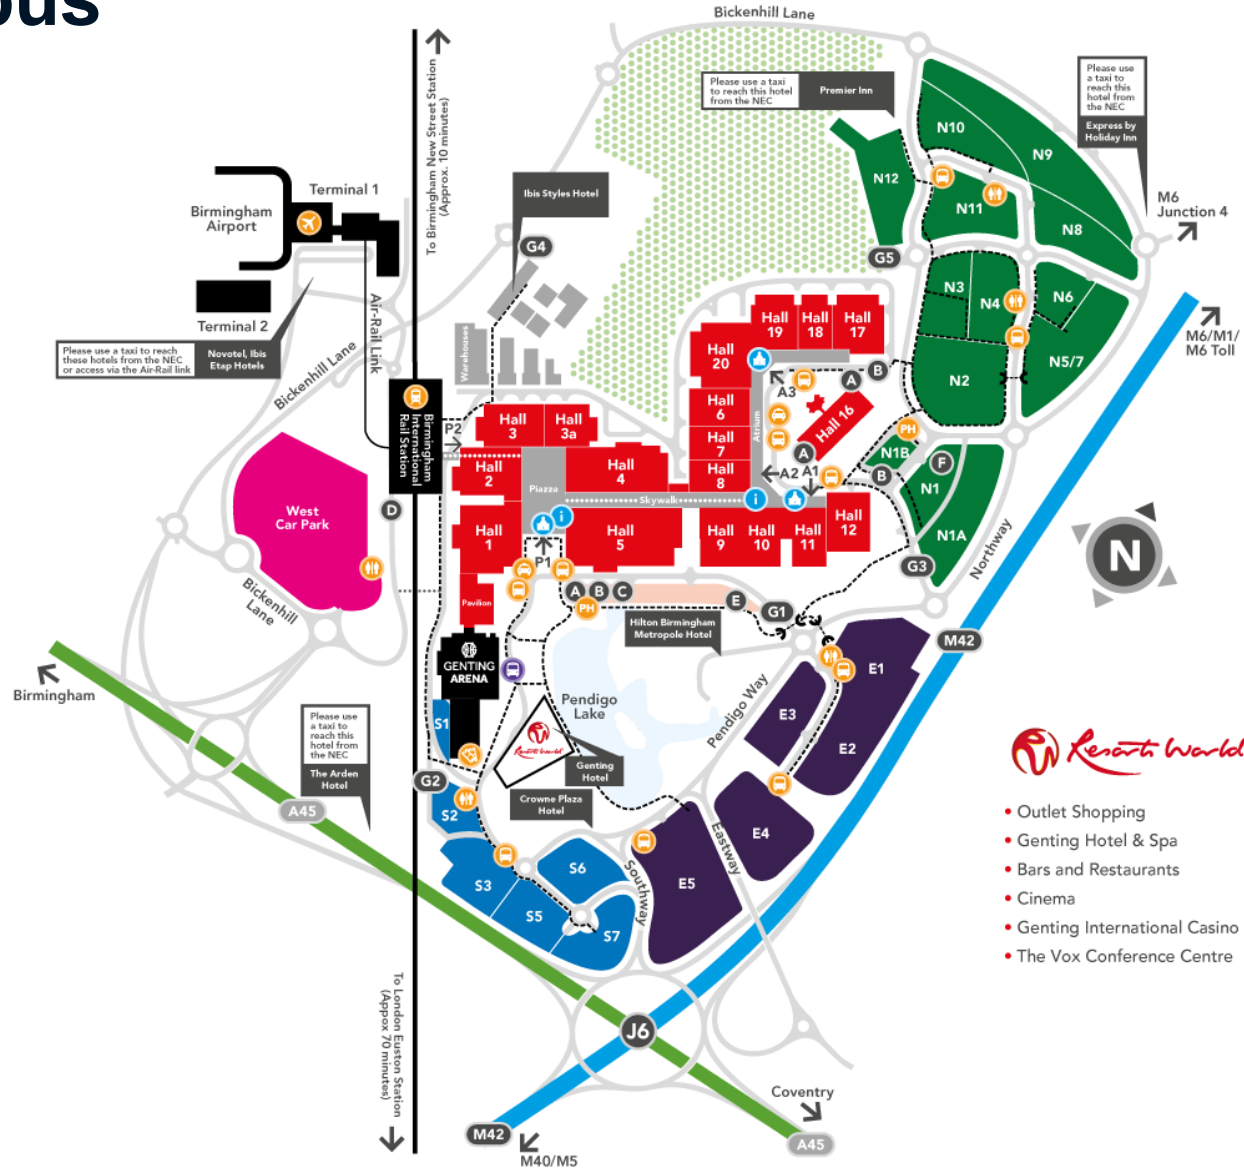 ous
Bickenhill Lane
To Birmingham New Street Station
(Approx. 10 minutes)
Please use a taxi to
reach this hotel
from the NEC
Premier Inn
Please use
a taxi to
reach this
hotel from
the NEC
Express by
Holiday Inn
M6
Junction 4
N10
N9
N12
N11
N8
G5
N3
N4
N6
N5/7
N2
M6/M1/
M6 Toll
Terminal 1
Birmingham
Airport
Terminal 2
Air-Rail Link
Please use a taxi to reach
these hotels from the NEC
or access via the Air-Rail link
Novotel, Ibis
Etap Hotels
Bickenhill Lane
Ibis Styles Hotel
G4
Warehouses
Birmingham
International
Rail Station
P2
Hall
19
Hall
18
Hall
17
Hall
20
Hall
6
Hall
7
Hall
8
Atrium
A3
A
B
Hall 16
A
A2
A1
PH
N1B
B
F
N1
N1A
G3
Northway
Hall
3
Hall
3a
Hall
2
Hall
4
Piazza
Skywalk
i
i
Hall
1
Hall
5
Hall
9
Hall
10
Hall
11
Hall
12
P1
West
Car Park
D
Bickenhill
Lane
Pavilion
A
B
C
PH
E
G1
Hilton Birmingham
Metropole Hotel
GENTING
ARENA
N
M42
Birmingham
Pendigo
Lake
Pendigo Way
E1
E3
E2
E4
E5
Eastway
Southway
Please use
a taxi to
reach this
hotel from
the NEC
The Arden
Hotel
A45
S1
G2
S2
Resorts World
Genting
Hotel
Crowne Plaza
Hotel
S3
S6
S5
S7
Resorts World
• Outlet Shopping
• Genting Hotel & Spa
• Bars and Restaurants
• Cinema
• Genting International Casino
• The Vox Conference Centre
To London Euston Station
(Appox 70 minutes)
J6
Coventry
A45
M42
M40/M5